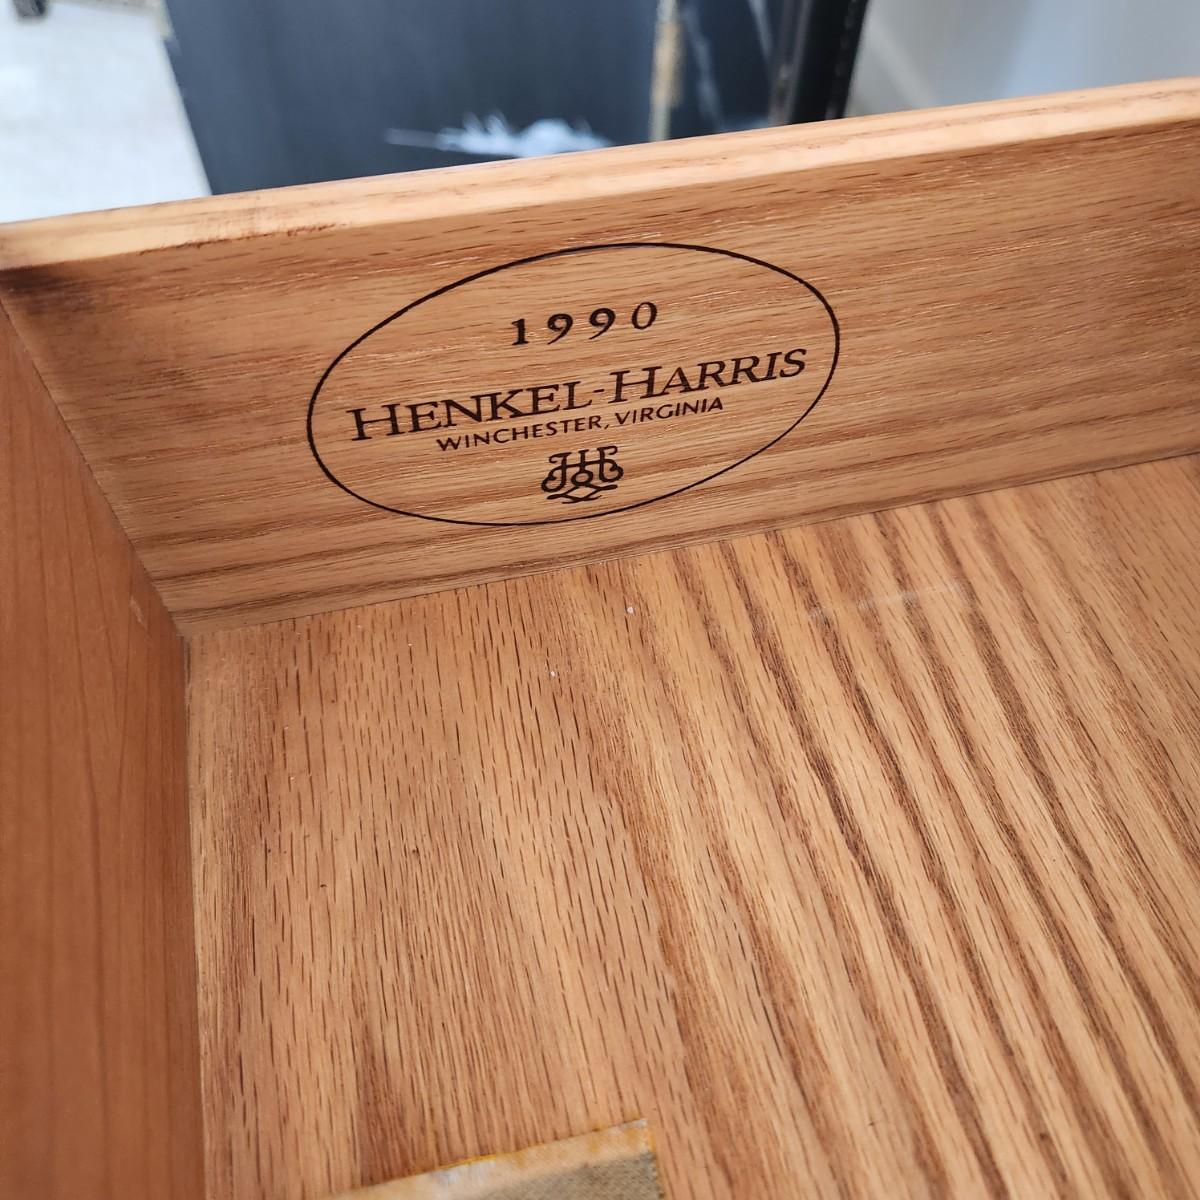 1990
HENKEL-HARRIS
WINCHESTER, VIRGINIA